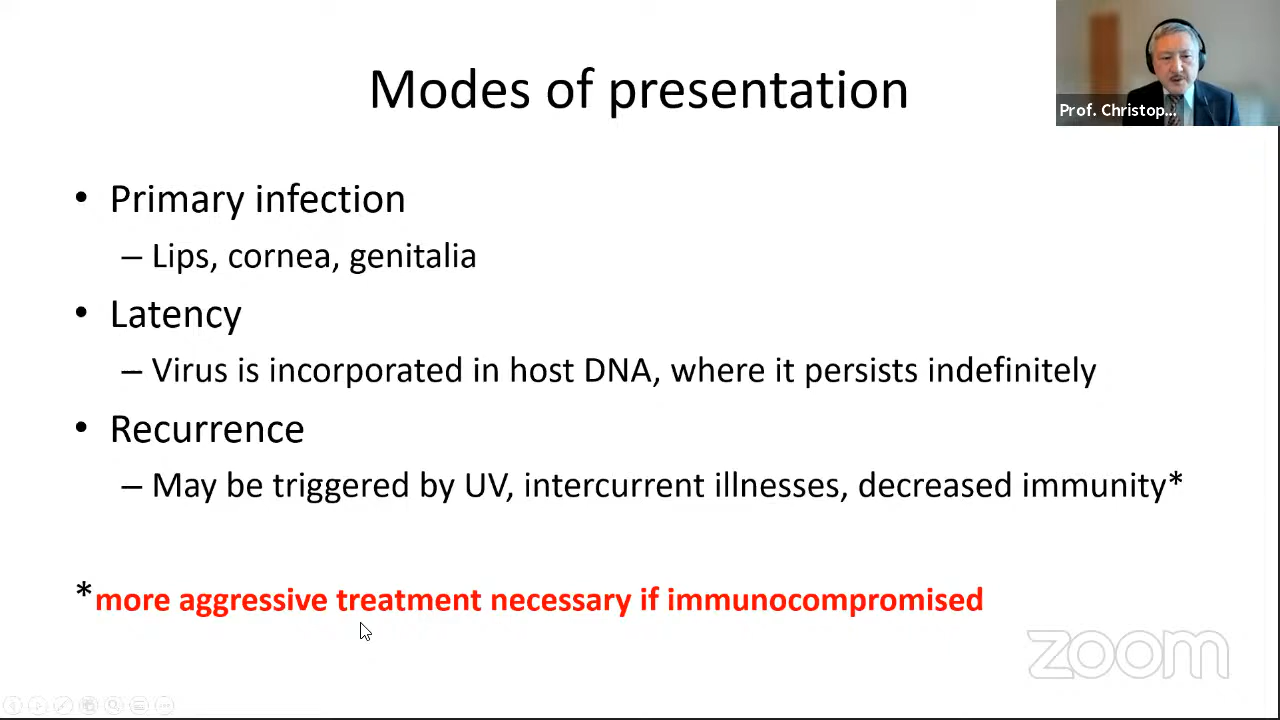 Modes of presentation
Prof. Christop...
• Primary infection
– Lips, cornea, genitalia
• Latency
– Virus is incorporated in host DNA, where it persists indefinitely
• Recurrence
– May be triggered by UV, intercurrent illnesses, decreased immunity*
*more aggressive treatment necessary if immunocompromised
zoom